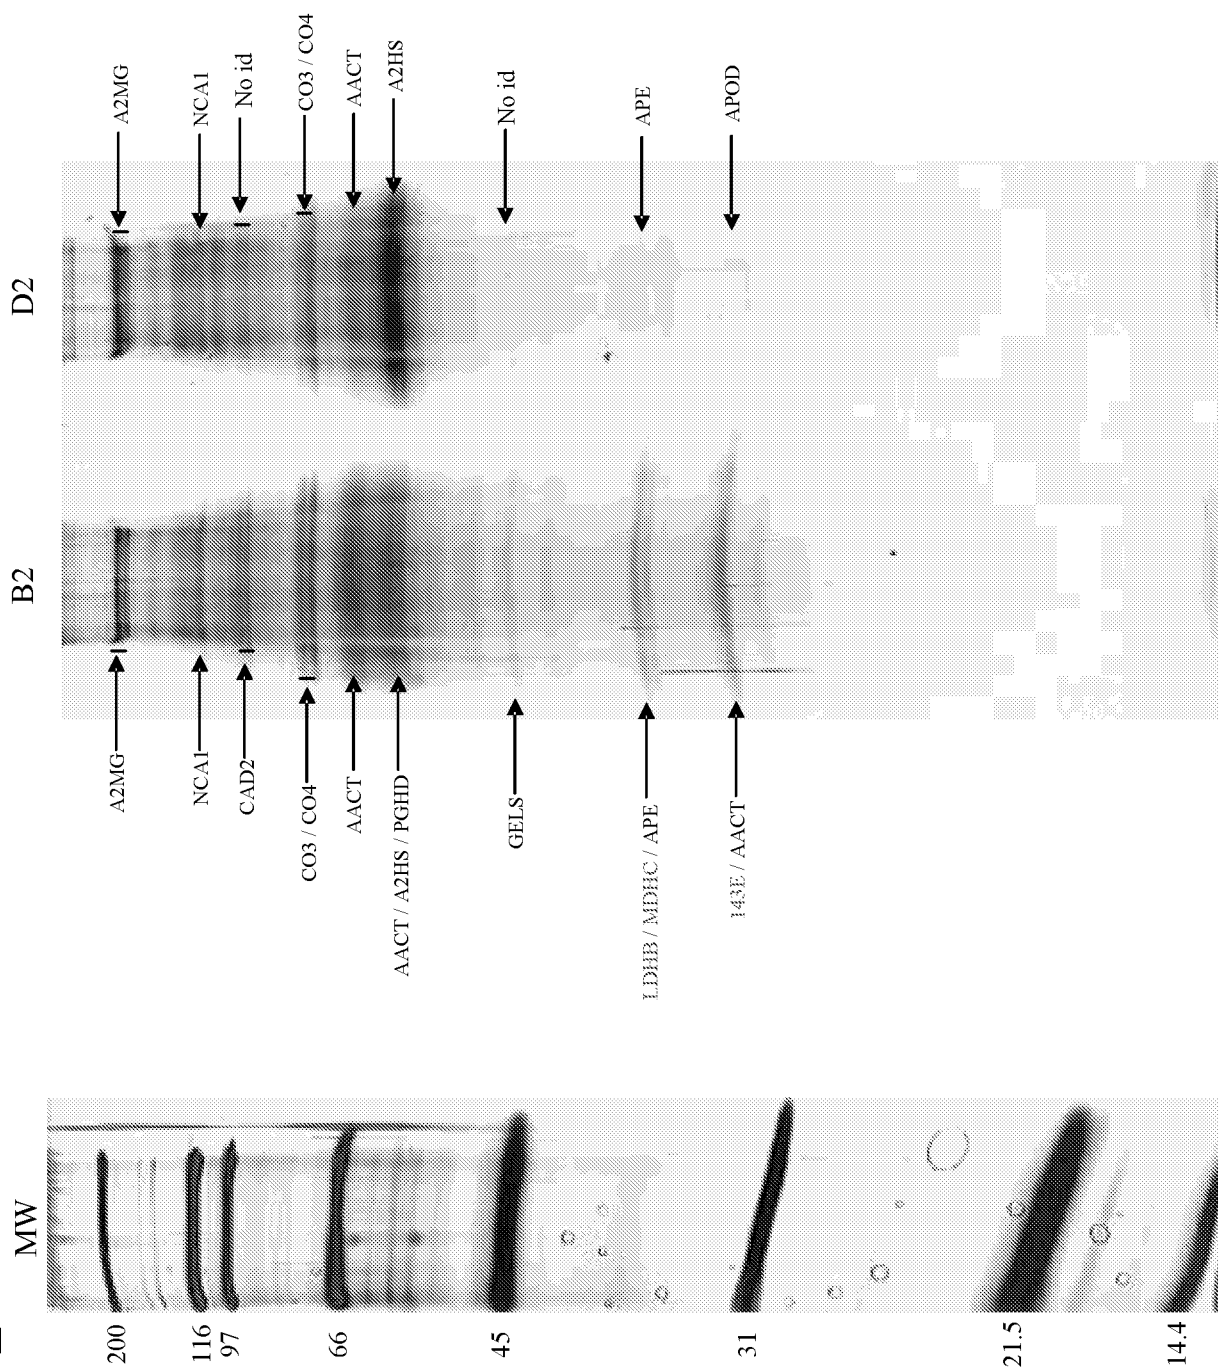 MW
B2
D2
200
116
97
66
45
31
21.5
14.4
A2MG
NCA1
CAD2
CO3 / CO4
AACT
AACT / A2HS / PGHD
GELS
LDHB / MDHC / APE
143E / AACT
A2MG
NCA1
No id
CO3 / CO4
AACT
A2HS
No id
APE
APOD